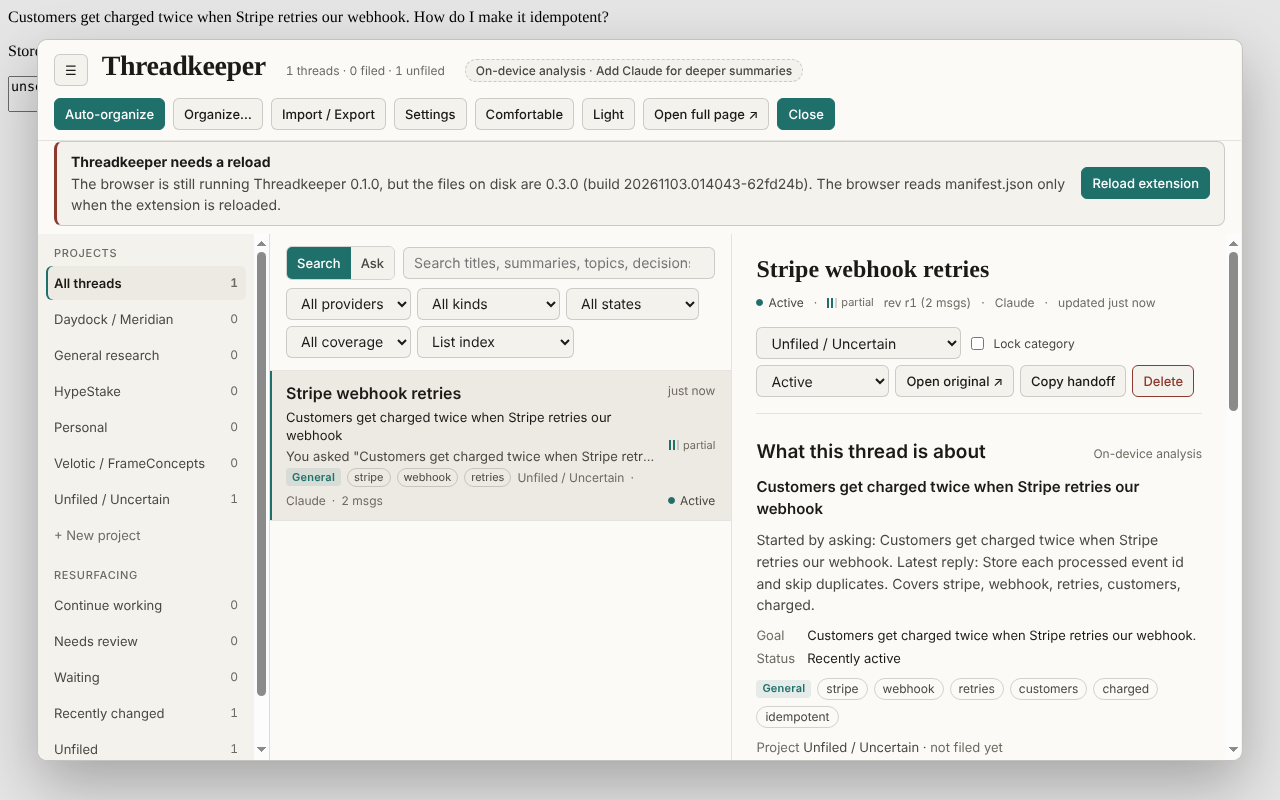 Customers get charged twice when Stripe retries our webhook. How do I make it idempotent?
☰ Threadkeeper 1 threads · 0 filed · 1 unfiled On-device analysis · Add Claude for deeper summaries
Auto-organize Organize... Import / Export Settings Comfortable Light Open full page ↗ Close
Threadkeeper needs a reload
The browser is still running Threadkeeper 0.1.0, but the files on disk are 0.3.0 (build 20261103.014043-62fd24b). The browser reads manifest.json only
when the extension is reloaded.
Reload extension
PROJECTS
All threads 1
Daydock / Meridian 0
General research 0
HypeStake 0
Personal 0
Velotic / FrameConcepts 0
Unfiled / Uncertain 1
+ New project
RESURFACING
Continue working 0
Needs review 0
Waiting 0
Recently changed 1
Unfiled 1
Search Ask Search titles, summaries, topics, decision
All providers All kinds All states
All coverage List index
Stripe webhook retries just now
Customers get charged twice when Stripe retries our
webhook
partial
You asked "Customers get charged twice when Stripe retr...
General stripe webhook retries Unfiled / Uncertain ·
Claude · 2 msgs Active
Stripe webhook retries
Active · partial rev r1 (2 msgs) · Claude · updated just now
Unfiled / Uncertain Lock category
Active Open original ↗ Copy handoff Delete
What this thread is about On-device analysis
Customers get charged twice when Stripe retries our
webhook
Started by asking: Customers get charged twice when Stripe
retries our webhook. Latest reply: Store each processed event id
and skip duplicates. Covers stripe, webhook, retries, customers,
charged.
Goal Customers get charged twice when Stripe retries our webhook.
Status Recently active
General stripe webhook retries customers charged
idempotent
Project Unfiled / Uncertain · not filed yet